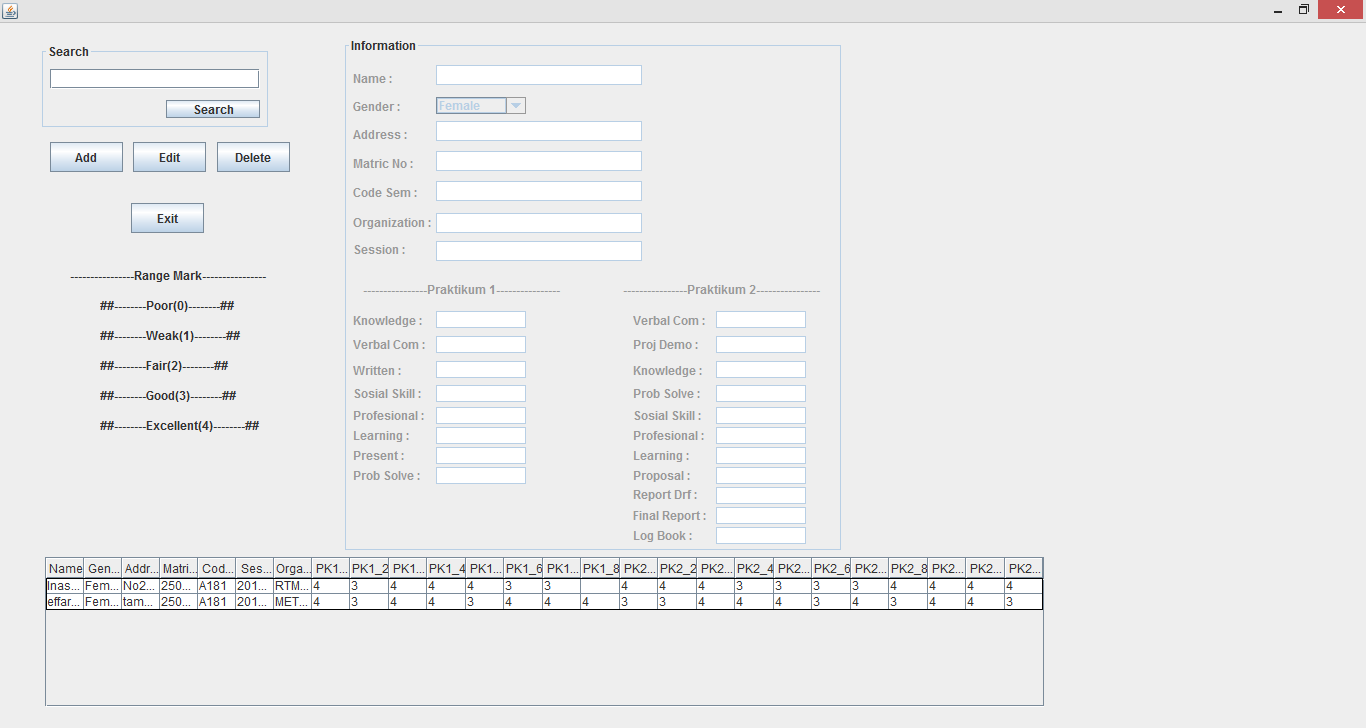 Search
Search
Add Edit Delete
Exit
----------------Range Mark----------------
##--------Poor(0)--------##
##--------Weak(1)--------##
##--------Fair(2)--------##
##--------Good(3)--------##
##--------Excellent(4)--------##
Information
Name :
Gender : Female
Address :
Matric No :
Code Sem :
Organization :
Session :
----------------Praktikum 1----------------
Knowledge :
Verbal Com :
Written :
Sosial Skill :
Profesional :
Learning :
Present :
Prob Solve :
----------------Praktikum 2----------------
Verbal Com :
Proj Demo :
Knowledge :
Prob Solve :
Sosial Skill :
Profesional :
Learning :
Proposal :
Report Drf :
Final Report :
Log Book :
Name Gen... Addr... Matri... Cod... Ses... Orga... PK1... PK1_2 PK1... PK1_4 PK1... PK1_6 PK1... PK1_8 PK2... PK2_2 PK2... PK2_4 PK2... PK2_6 PK2... PK2_8 PK2... PK2... PK2...
Inas... Fem... No2... 250... A181 201... RTM... 4 3 4 4 4 3 3 4 4 4 3 3 3 3 4 4 4 4
effar... Fem... tam... 250... A181 201... MET... 4 3 4 4 3 4 4 4 3 3 4 4 4 3 4 3 4 4 3